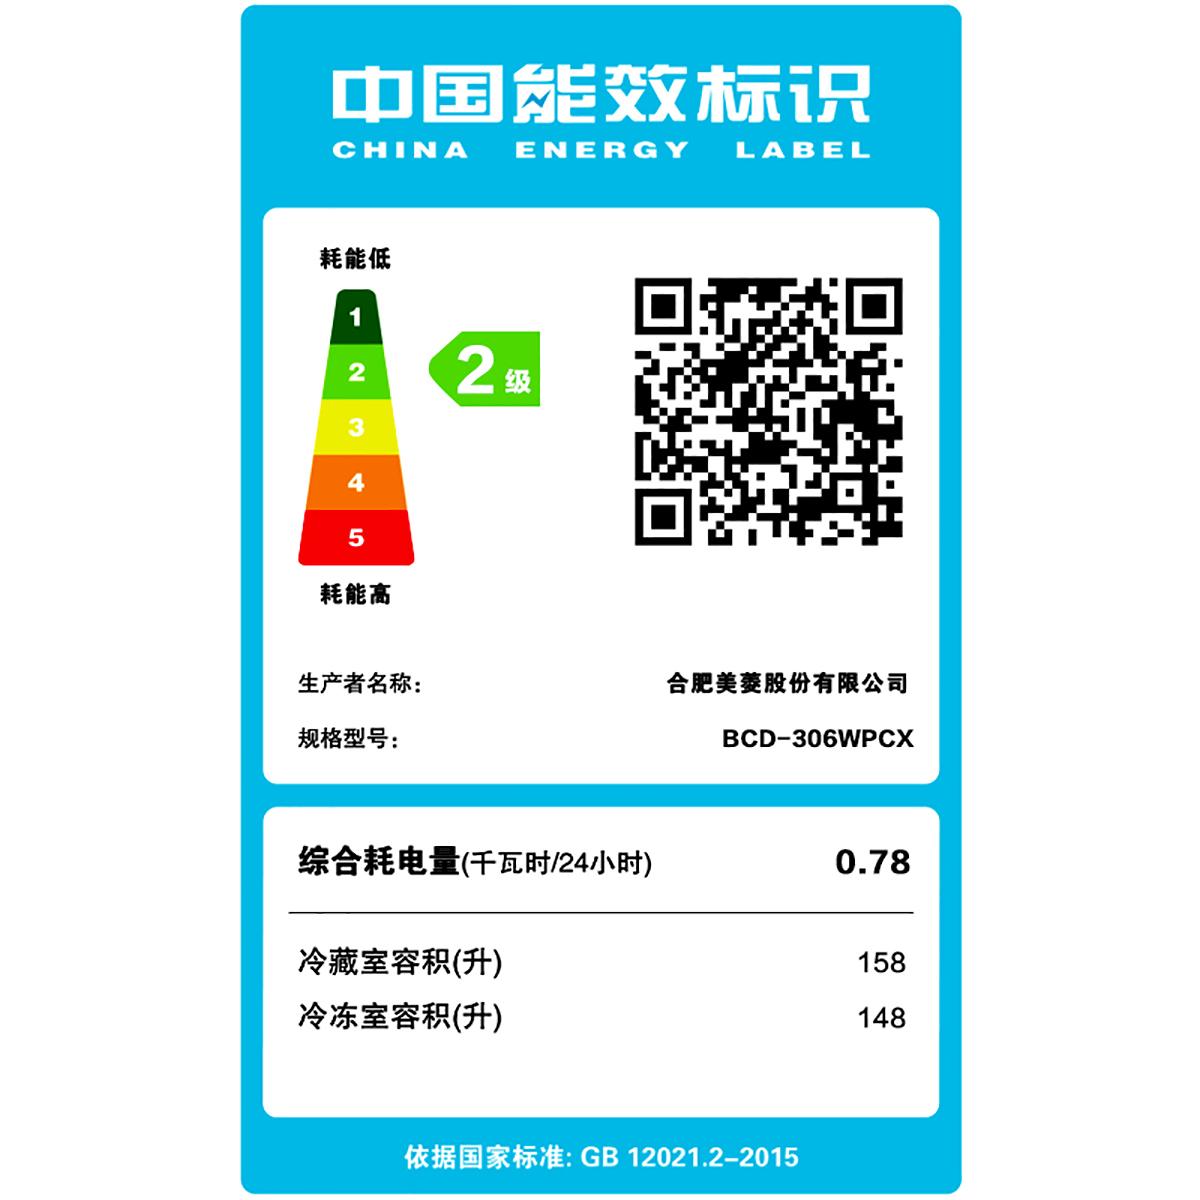 中国能效标识
CHINA ENERGY LABEL
耗能低
1
2
2级
3
4
5
耗能高
生产者名称： 合肥美菱股份有限公司
规格型号： BCD-306WPCX
综合耗电量(千瓦时/24小时) 0.78
冷藏室容积(升) 158
冷冻室容积(升) 148
依据国家标准: GB 12021.2-2015